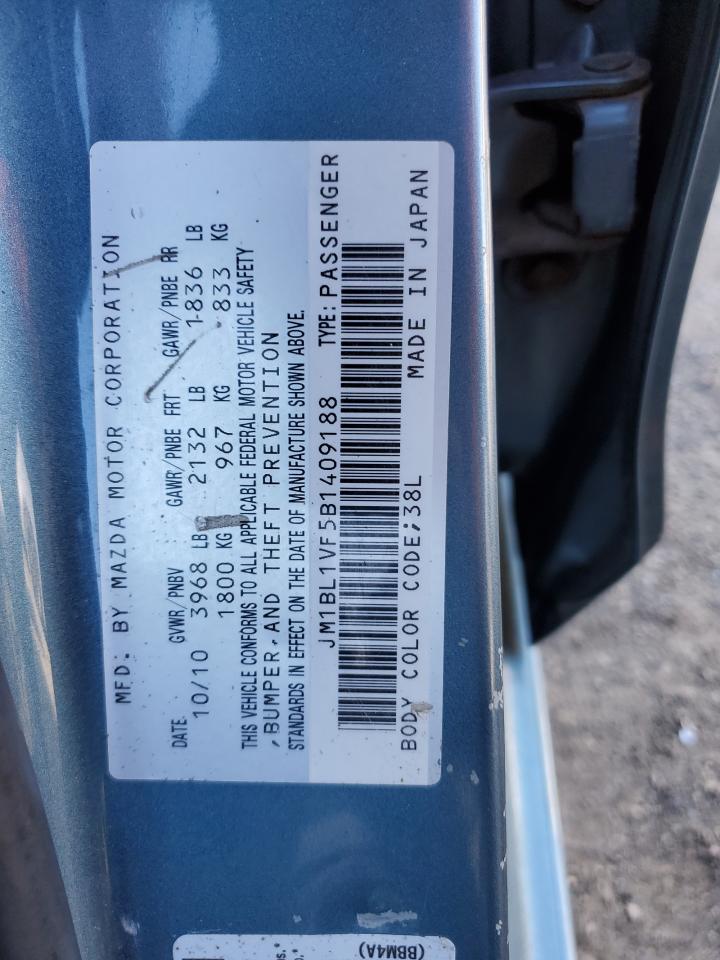 MFD. BY MAZDA MOTOR CORPORATION
DATE GVWR/PNBV GAWR/PNBE FRT GAWR/PNBE RR
10/10 3968 LB 2132 LB 1836 LB
1800 KG 967 KG 833 KG
THIS VEHICLE CONFORMS TO ALL APPLICABLE FEDERAL MOTOR VEHICLE SAFETY
, BUMPER, AND THEFT PREVENTION
STANDARDS IN EFFECT ON THE DATE OF MANUFACTURE SHOWN ABOVE.
JM1BL1VF5B1409188 TYPE: PASSENGER
BODY COLOR CODE;38L MADE IN JAPAN
(BBM4A)